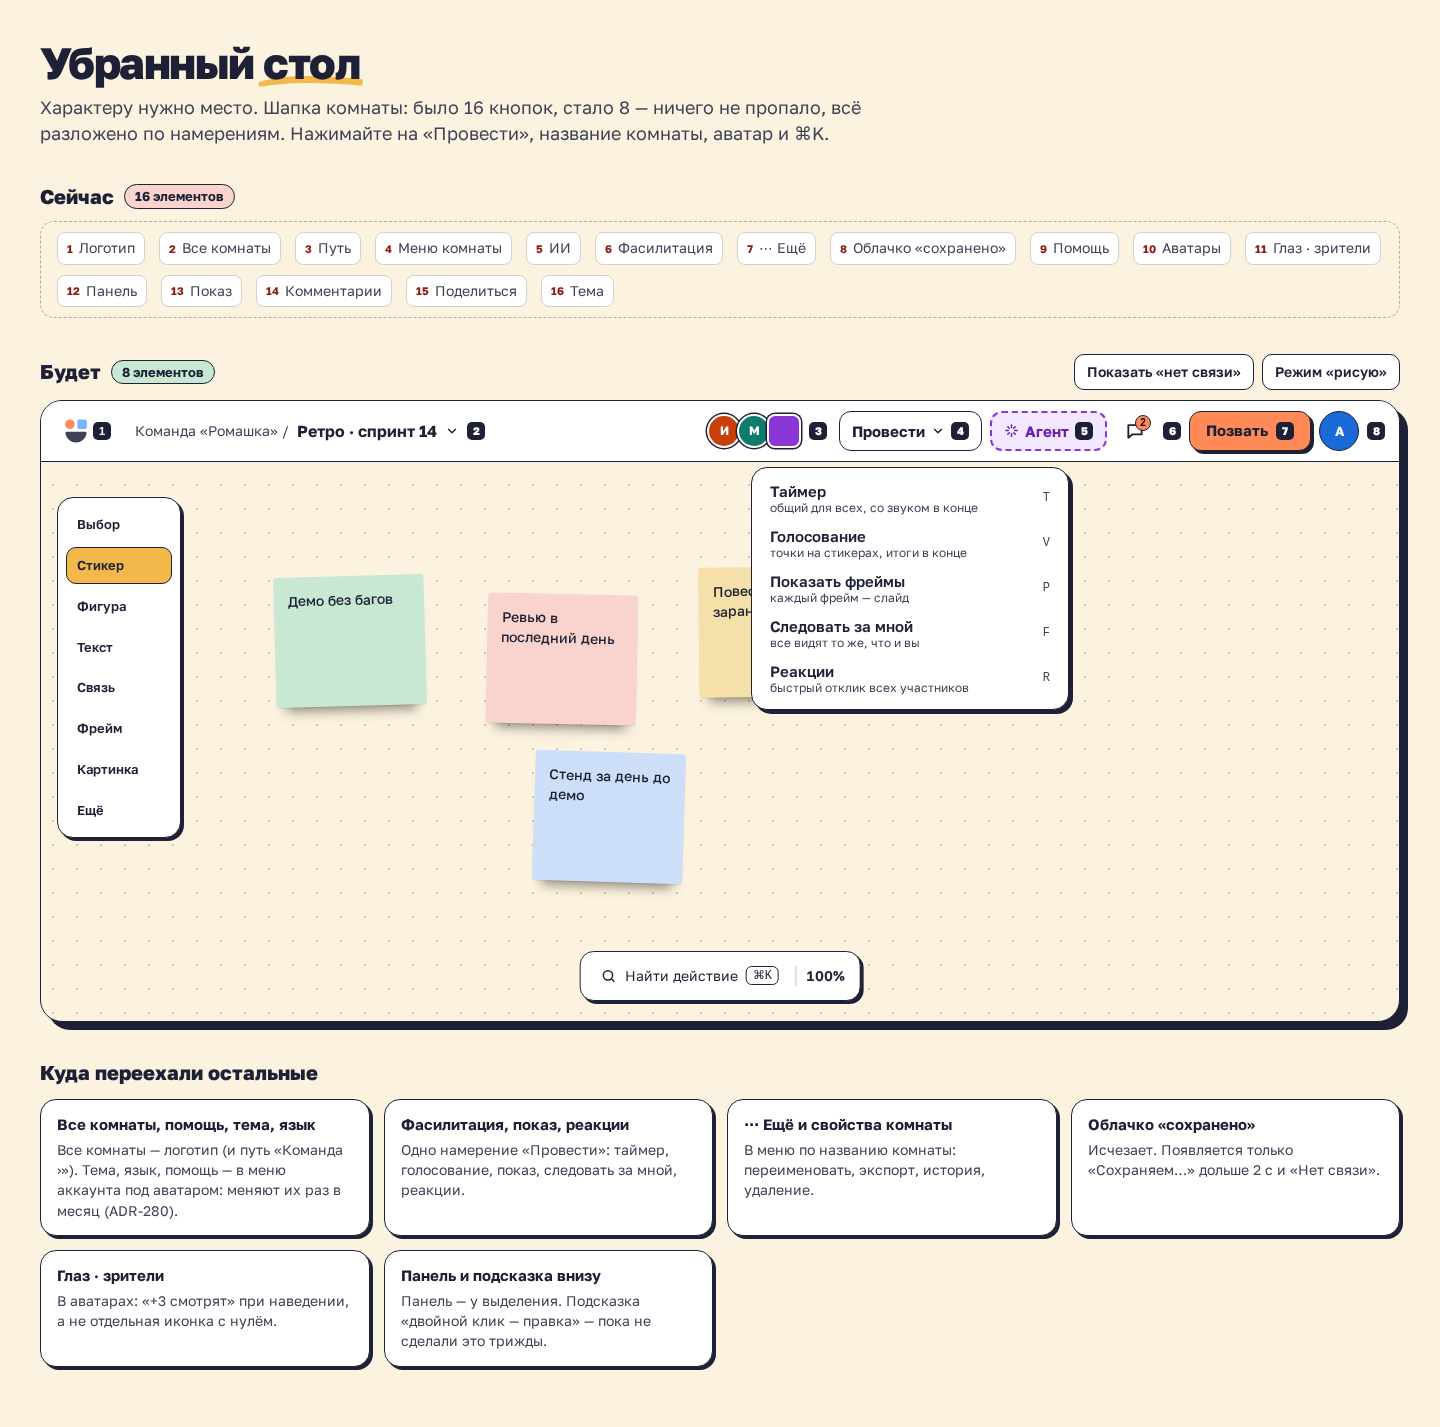 Убранный стол
Характеру нужно место. Шапка комнаты: было 16 кнопок, стало 8 — ничего не пропало, всё
разложено по намерениям. Нажимайте на «Провести», название комнаты, аватар и ⌘K.
Сейчас 16 элементов
1 Логотип 2 Все комнаты 3 Путь 4 Меню комнаты 5 ИИ 6 Фасилитация 7 ⋯ Ещё 8 Облачко «сохранено» 9 Помощь 10 Аватары 11 Глаз · зрители
12 Панель 13 Показ 14 Комментарии 15 Поделиться 16 Тема
Будет 8 элементов Показать «нет связи» Режим «рисую»
1 Команда «Ромашка» / Ретро · спринт 14 2 И М 3 Провести 4 Агент 5 2 6 Позвать 7 А 8
Выбор
Стикер
Фигура
Текст
Связь
Фрейм
Картинка
Ещё
Демо без багов
Ревью в
последний день
Повес
заран
Стенд за день до
демо
Таймер T
общий для всех, со звуком в конце
Голосование V
точки на стикерах, итоги в конце
Показать фреймы P
каждый фрейм — слайд
Следовать за мной F
все видят то же, что и вы
Реакции R
быстрый отклик всех участников
Найти действие ⌘K 100%
Куда переехали остальные
Все комнаты, помощь, тема, язык
Все комнаты — логотип (и путь «Команда
›»). Тема, язык, помощь — в меню
аккаунта под аватаром: меняют их раз в
месяц (ADR-280).
Фасилитация, показ, реакции
Одно намерение «Провести»: таймер,
голосование, показ, следовать за мной,
реакции.
⋯ Ещё и свойства комнаты
В меню по названию комнаты:
переименовать, экспорт, история,
удаление.
Облачко «сохранено»
Исчезает. Появляется только
«Сохраняем…» дольше 2 с и «Нет связи».
Глаз · зрители
В аватарах: «+3 смотрят» при наведении,
а не отдельная иконка с нулём.
Панель и подсказка внизу
Панель — у выделения. Подсказка
«двойной клик — правка» — пока не
сделали это трижды.